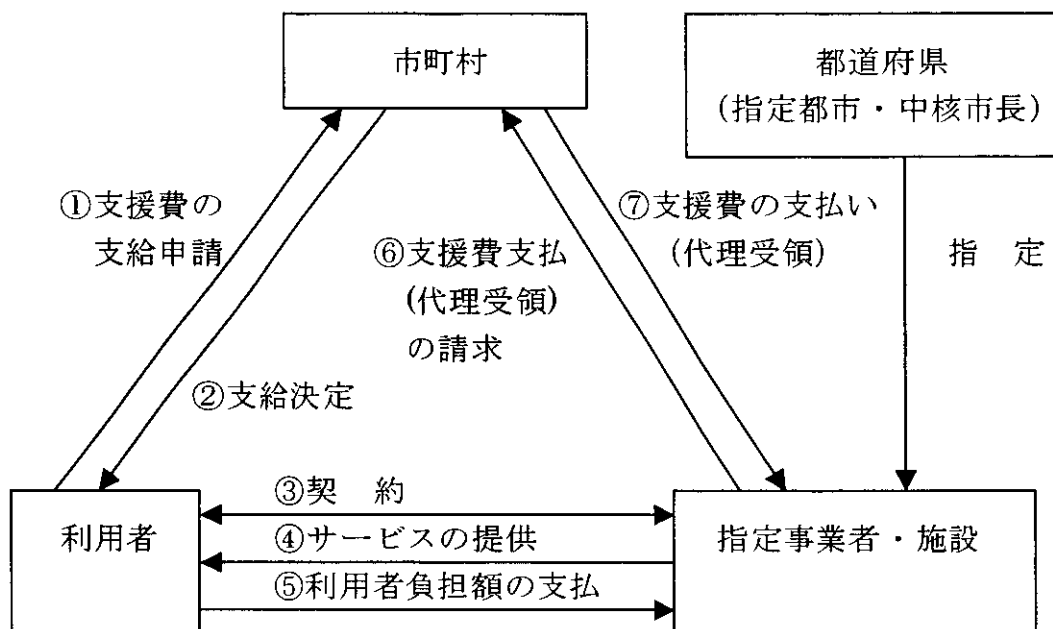 市町村
都道府県
(指定都市・中核市長)
①支援費の
支給申請
⑦支援費の支払い
(代理受領)
⑥支援費支払
(代理受領)
の請求
指 定
②支給決定
③契 約
利用者
④サービスの提供
指定事業者・施設
⑤利用者負担額の支払